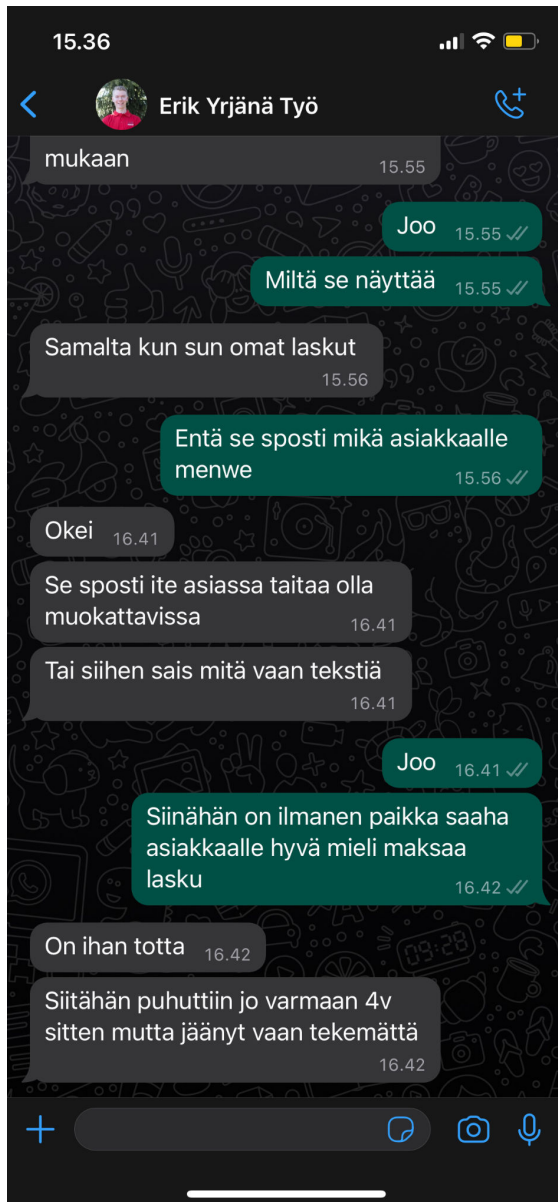 15.36
Erik Yrjänä Työ
mukaan
15.55
Joo 15.55
Miltä se näyttää 15.55
Samalta kun sun omat laskut
15.56
Entä se sposti mikä asiakkaalle
menwe 15.56
Okei 16.41
Se sposti ite asiassa taitaa olla
muokattavissa 16.41
Tai siihen sais mitä vaan tekstiä
16.41
Joo 16.41
Siinähän on ilmanen paikka saaha
asiakkaalle hyvä mieli maksaa
lasku 16.42
On ihan totta 16.42
Siitähän puhuttiin jo varmaan 4v
sitten mutta jäänyt vaan tekemättä
16.42